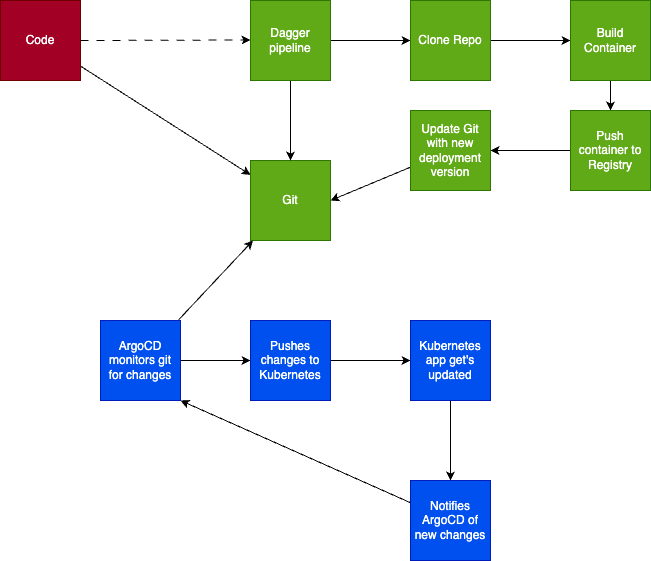 Code
Dagger
pipeline
Clone Repo
Build
Container
Update Git
with new
deployment
version
Push
container to
Registry
Git
ArgoCD
monitors git
for changes
Pushes
changes to
Kubernetes
Kubernetes
app get's
updated
Notifies
ArgoCD of
new changes